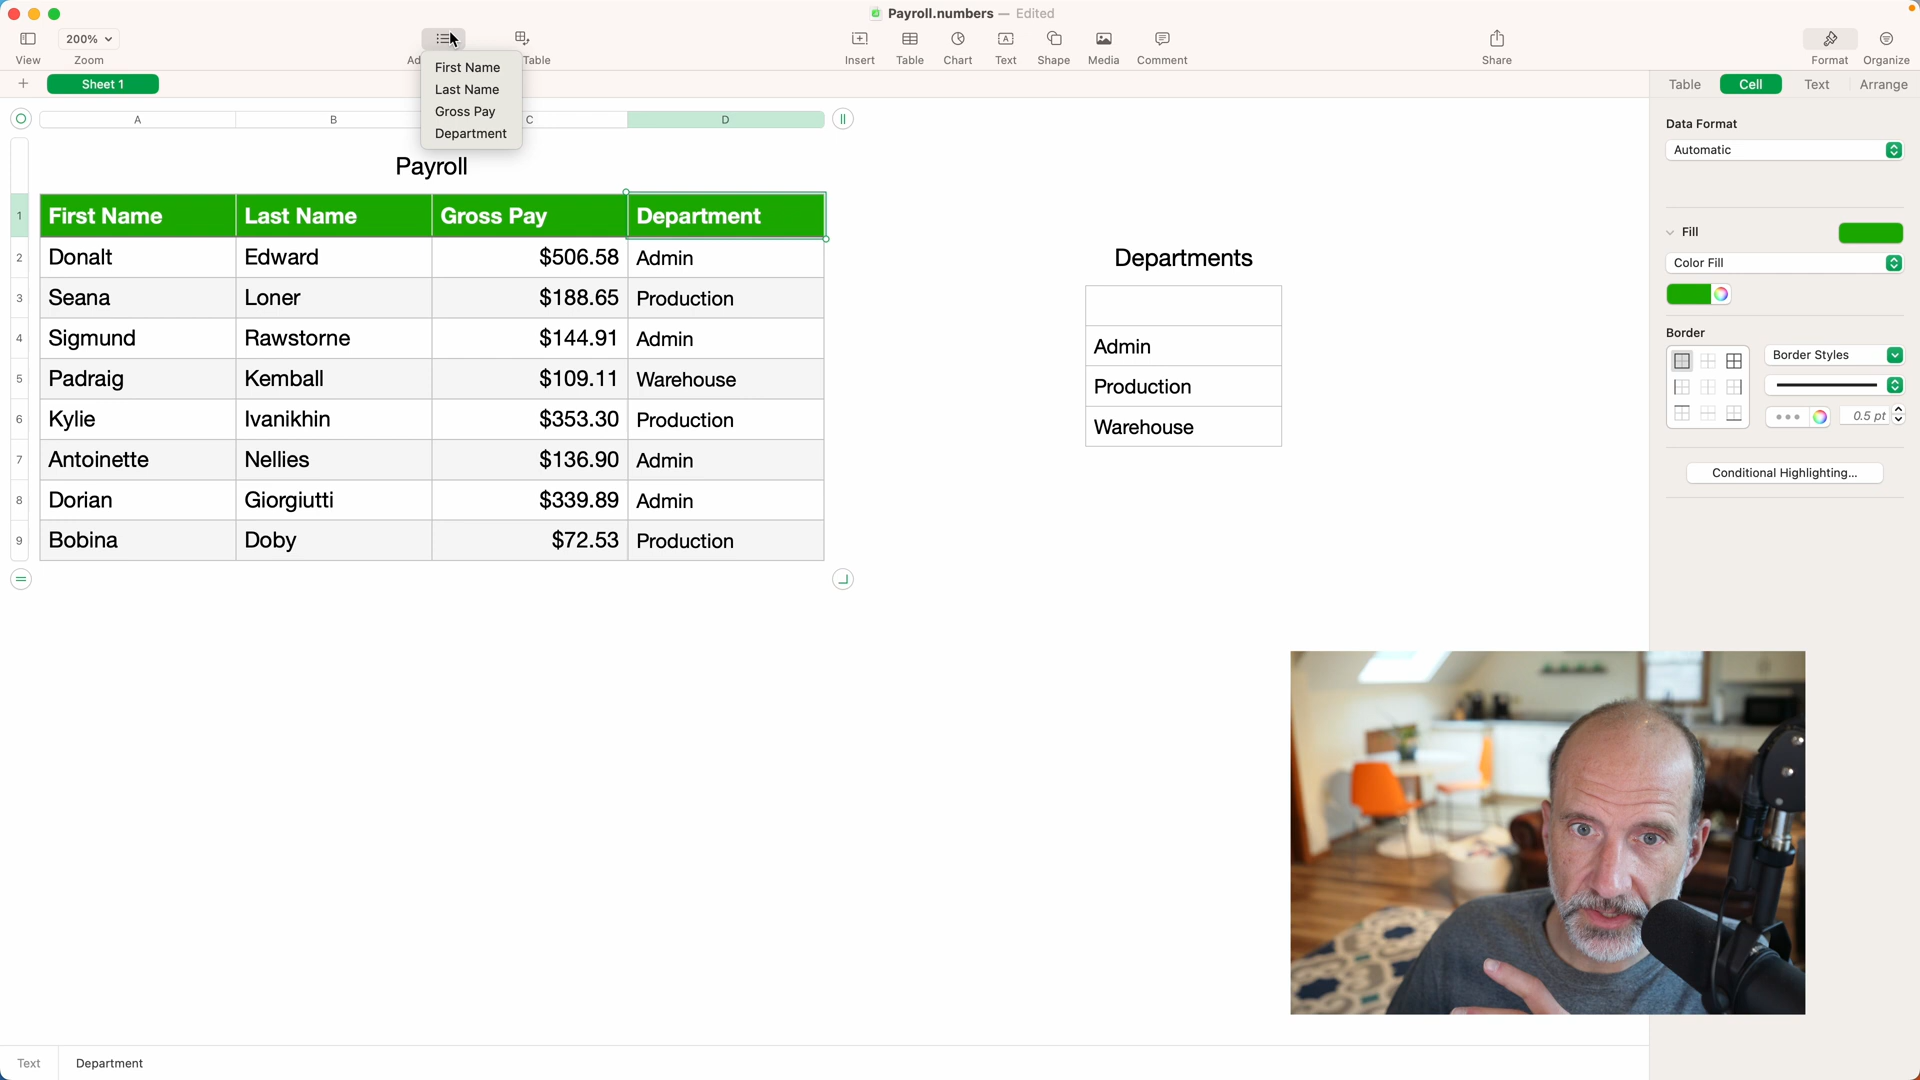 Payroll.numbers — Edited
200%
View
Zoom
Ad
Table
Insert
Table
Chart
Text
Shape
Media
Comment
Share
Format
Organize
First Name
Last Name
Gross Pay
Department
+ Sheet 1
Table
Cell
Text
Arrange
A
B
C
D
Payroll
1 First Name Last Name Gross Pay Department
2 Donalt Edward $506.58 Admin
3 Seana Loner $188.65 Production
4 Sigmund Rawstorne $144.91 Admin
5 Padraig Kemball $109.11 Warehouse
6 Kylie Ivanikhin $353.30 Production
7 Antoinette Nellies $136.90 Admin
8 Dorian Giorgiutti $339.89 Admin
9 Bobina Doby $72.53 Production
Departments
Admin
Production
Warehouse
Data Format
Automatic
Fill
Color Fill
Border
Border Styles
0.5 pt
Conditional Highlighting...
Text
Department